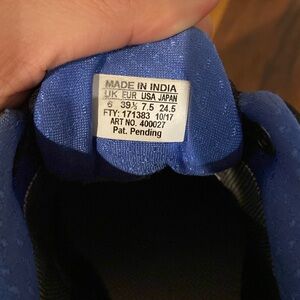 MADE IN INDIA
UK EUR USA JAPAN
6 39½ 7.5 24.5
FTY: 171383 10/17
ART NO. 400027
Pat. Pending